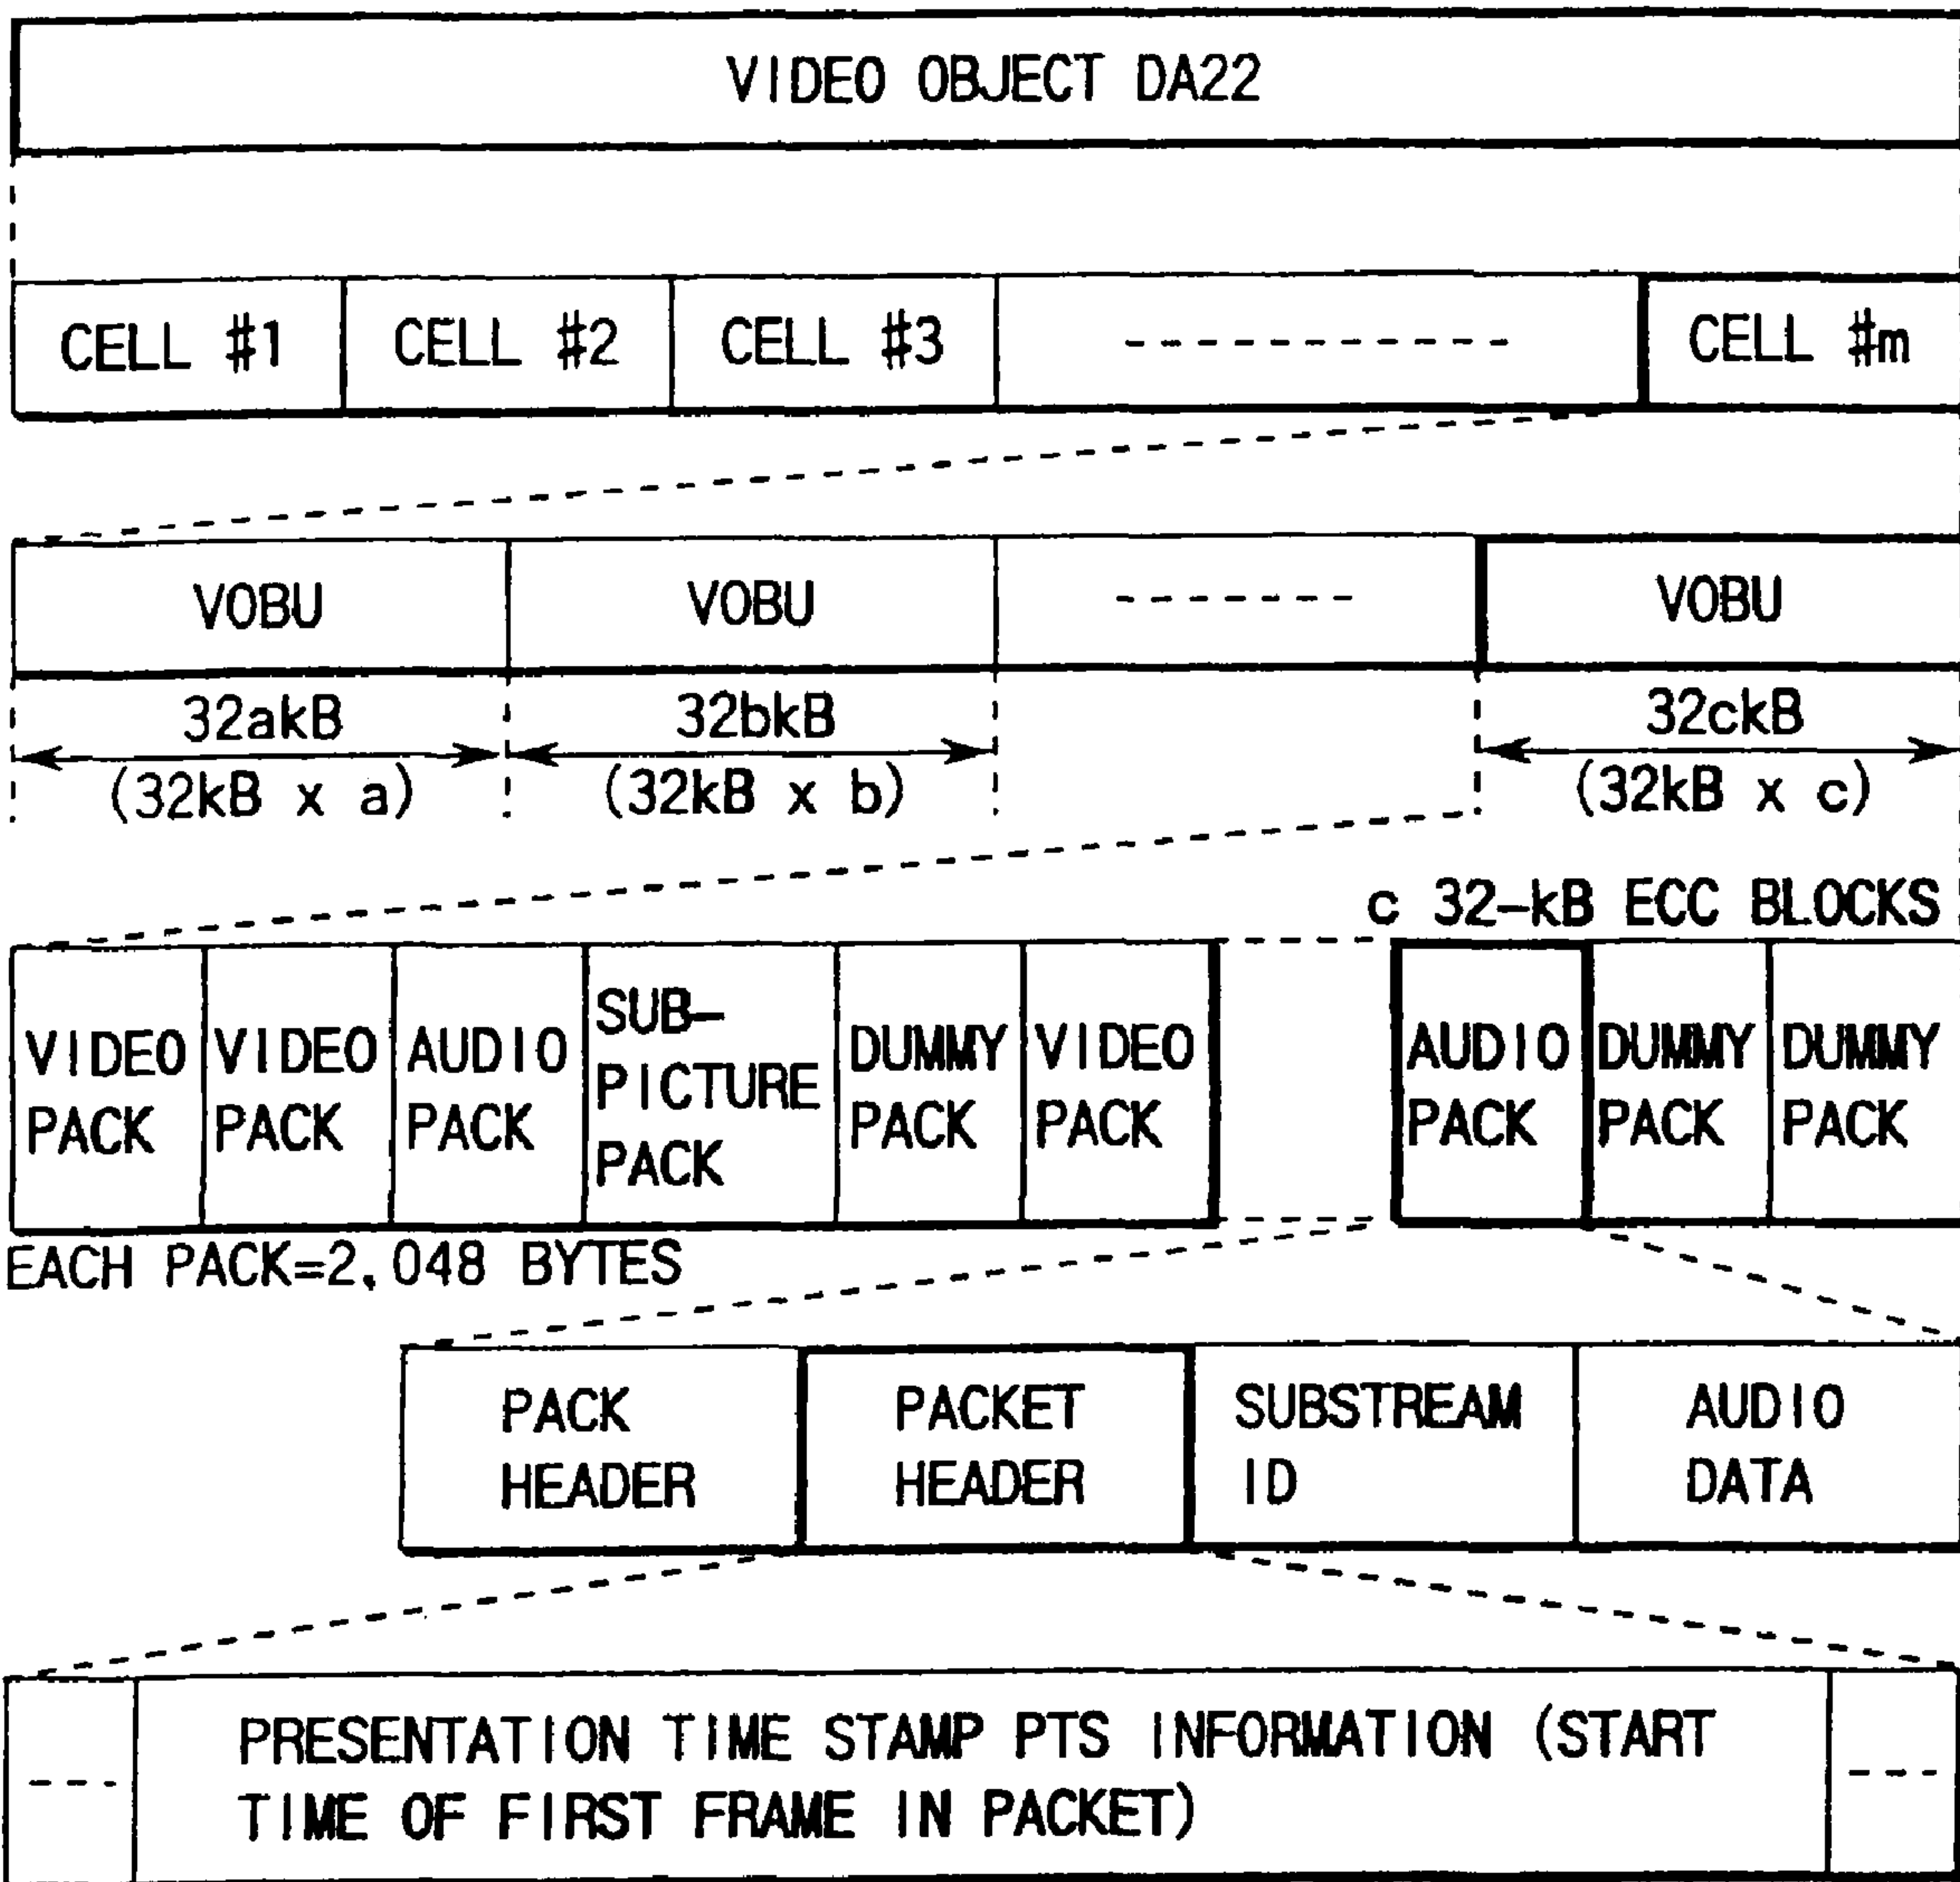 VIDEO OBJECT DA22
CELL #1 CELL #2 CELL #3 ------------ CELL #m
VOBU VOBU ------- VOBU
32akB 32bkB 32ckB
(32kB x a) (32kB x b) (32kB x c)
c 32-kB ECC BLOCKS
VIDEO PACK
VIDEO PACK
AUDIO PACK
SUB-
PICTURE
PACK
DUMMY PACK
VIDEO PACK
AUDIO PACK
DUMMY PACK
DUMMY PACK
EACH PACK=2,048 BYTES
PACK
HEADER
PACKET
HEADER
SUBSTREAM
ID
AUDIO
DATA
--- PRESENTATION TIME STAMP PTS INFORMATION (START ---
TIME OF FIRST FRAME IN PACKET)